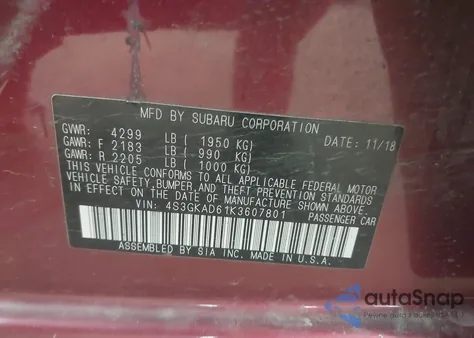 MFD BY SUBARU CORPORATION
GVWR: 4299 LB ( 1950 KG) DATE: 11/18
GAWR: F 2183 LB ( 990 KG)
GAWR: R 2205 LB ( 1000 KG)
THIS VEHICLE CONFORMS TO ALL APPLICABLE FEDERAL MOTOR
VEHICLE SAFETY, BUMPER, AND THEFT PREVENTION STANDARDS
IN EFFECT ON THE DATE OF MANUFACTURE SHOWN ABOVE.
VIN: 4S3GKAD61K3607801 PASSENGER CAR
ASSEMBLED BY SIA INC. MADE IN U.S.A.
autoSnap